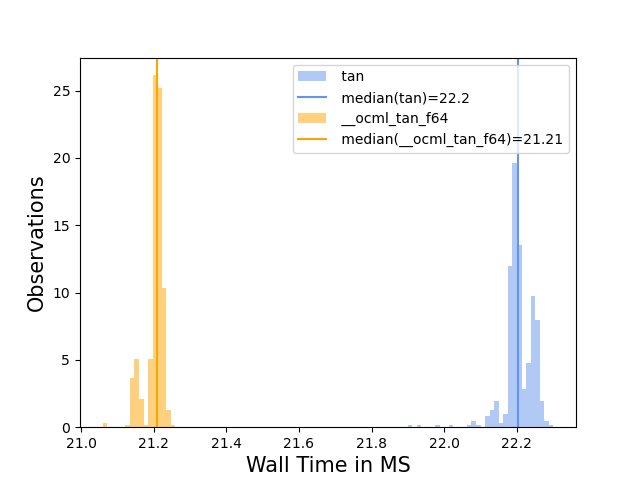 tan
median(tan)=22.2
__ocml_tan_f64
median(__ocml_tan_f64)=21.21
Observations
25
20
15
10
5
0
21.0 21.2 21.4 21.6 21.8 22.0 22.2
Wall Time in MS